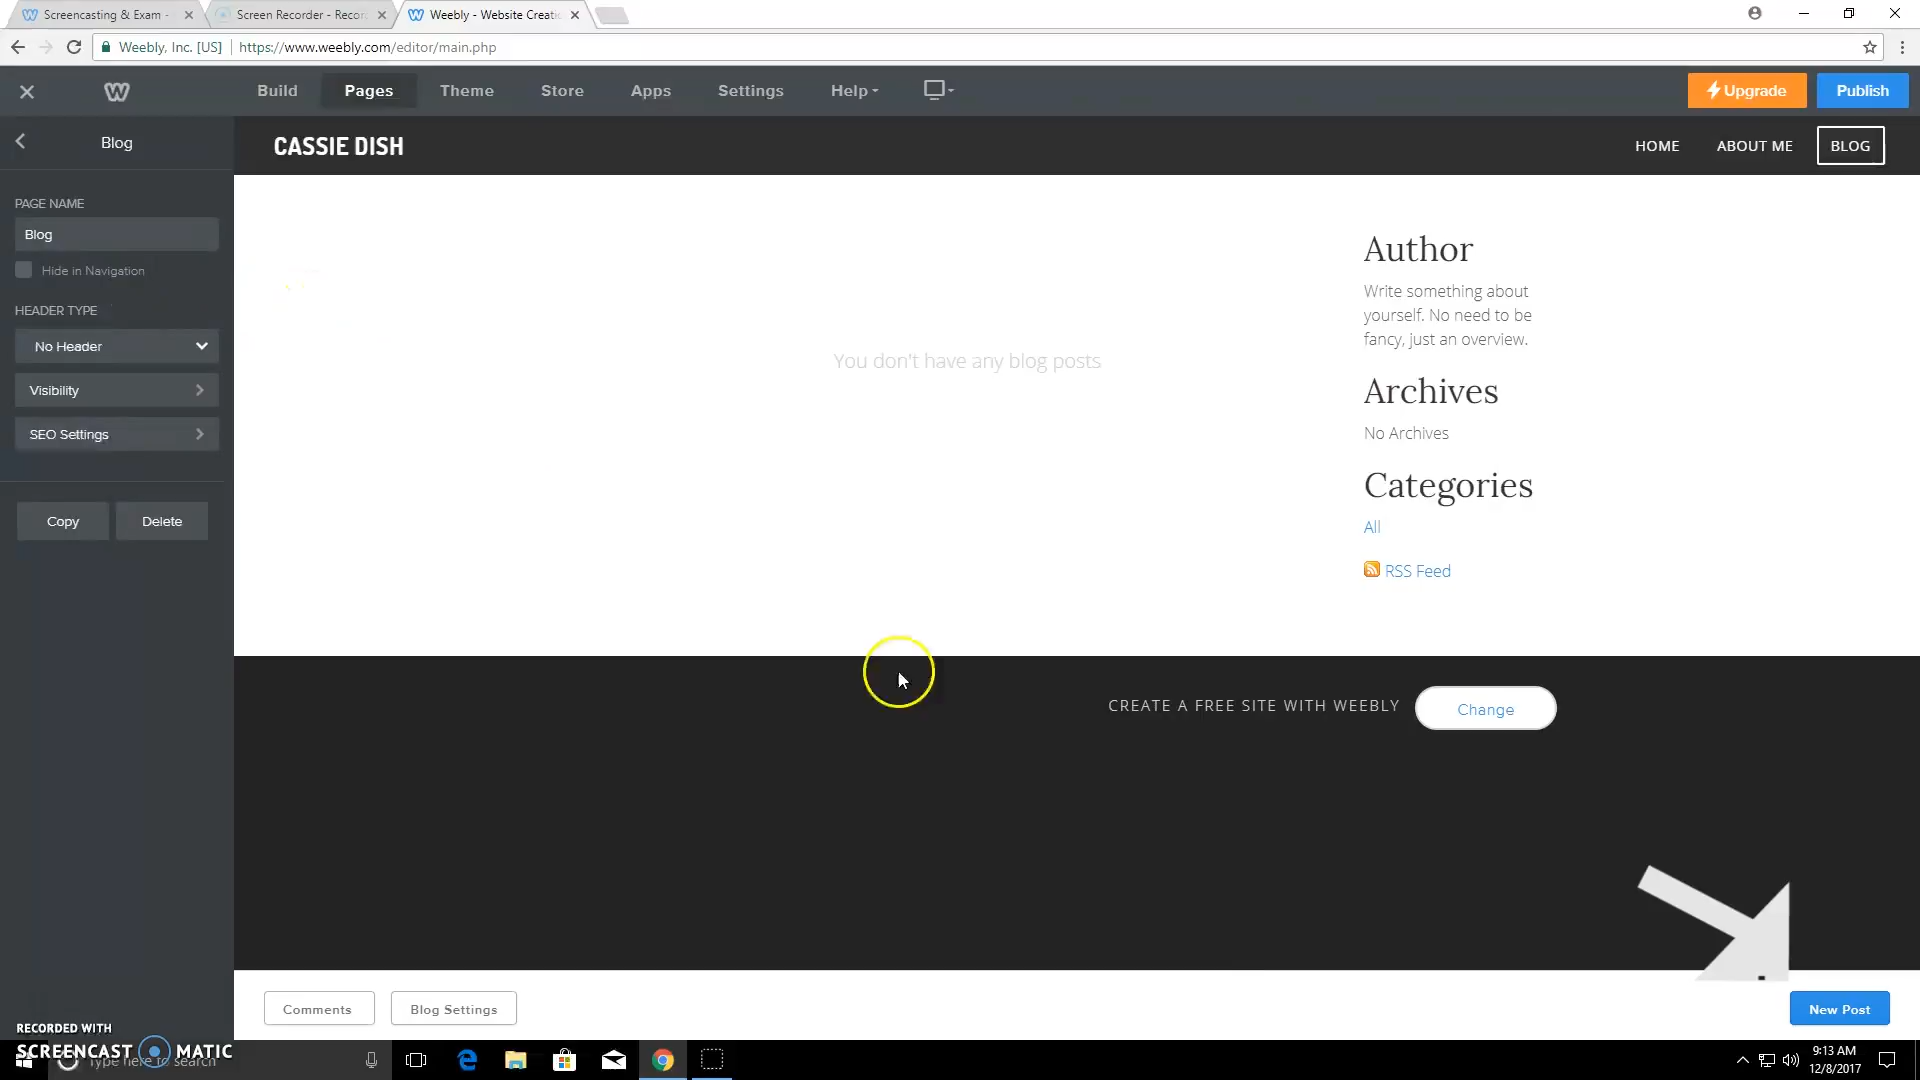 Screencasting & Exam -
Screen Recorder - Recor
Weebly - Website Creati
Weebly, Inc. [US]
https://www.weebly.com/editor/main.php
Build
Pages
Theme
Store
Apps
Settings
Help
Upgrade
Publish
Blog
CASSIE DISH
HOME
ABOUT ME
BLOG
PAGE NAME
Blog
Hide in Navigation
HEADER TYPE
No Header
Visibility
SEO Settings
Copy
Delete
You don't have any blog posts
Author
Write something about
yourself. No need to be
fancy, just an overview.
Archives
No Archives
Categories
All
RSS Feed
CREATE A FREE SITE WITH WEEBLY
Change
Comments
Blog Settings
New Post
RECORDED WITH
SCREENCAST MATIC
Type here to search
9:13 AM
12/8/2017